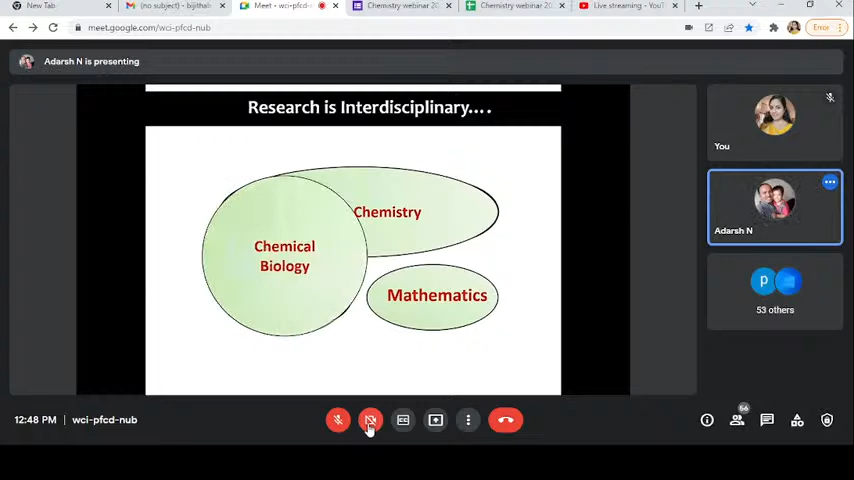 New Tab
(no subject) - bijitha
Meet - wci-pfcd-
Chemistry webinar 20
Chemistry webinar 20
Live streaming - YouT
meet.google.com/wci-pfcd-nub
Error
Adarsh N is presenting
Research is Interdisciplinary....
Chemistry
Chemical
Biology
Mathematics
You
Adarsh N
p
53 others
12:48 PM | wci-pfcd-nub
CC
56